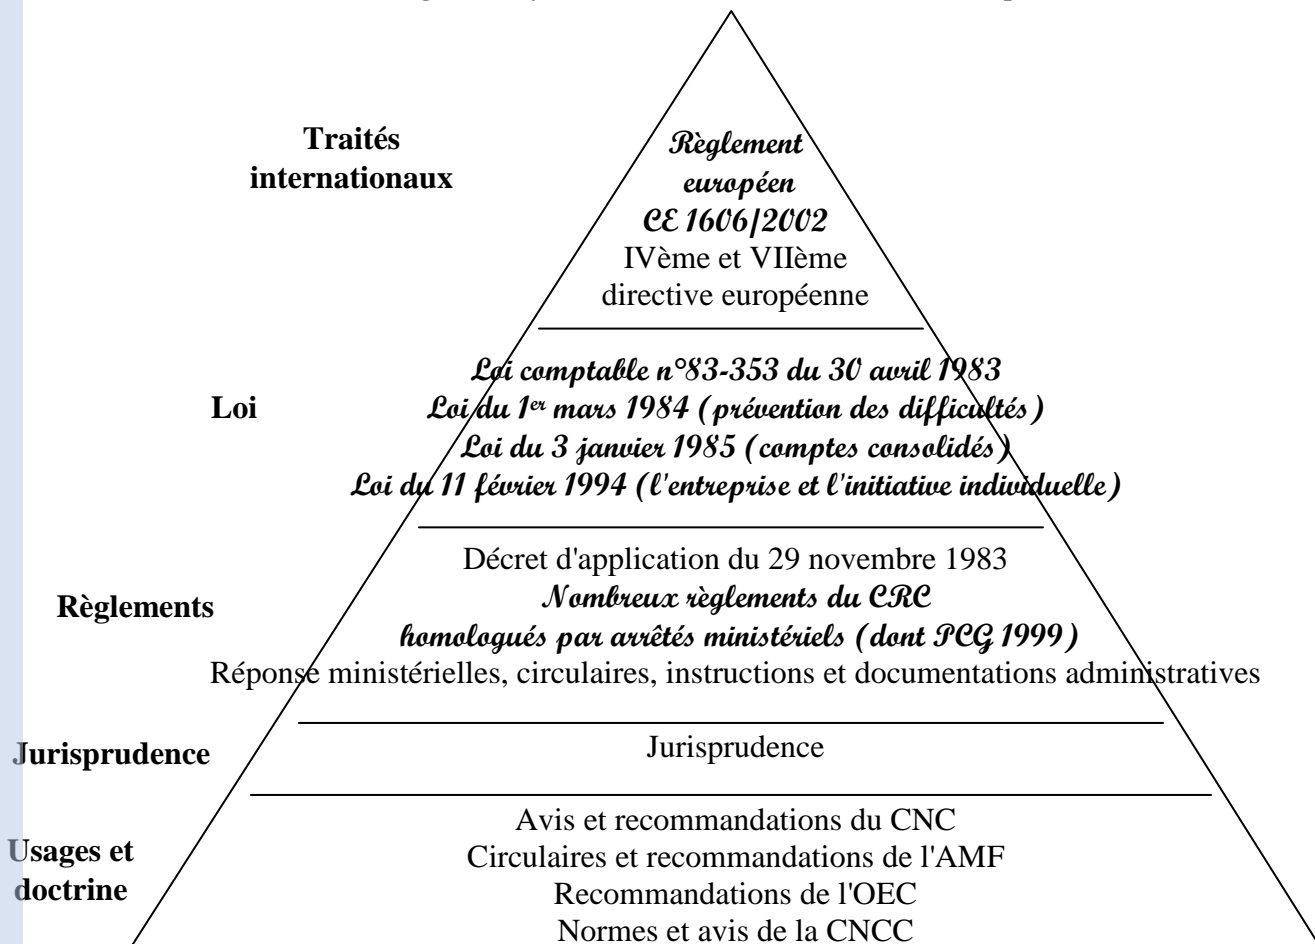 Traités
internationaux
Règlement
européen
CE 1606/2002
IVème et VIIème
directive européenne
Loi
Loi comptable n°83-353 du 30 avril 1983
Loi du 1er mars 1984 (prévention des difficultés)
Loi du 3 janvier 1985 (comptes consolidés)
Loi du 11 février 1994 (l'entreprise et l'initiative individuelle)
Règlements
Décret d'application du 29 novembre 1983
Nombreux règlements du CRC
homologués par arrêtés ministériels (dont PCG 1999)
Réponse ministérielles, circulaires, instructions et documentations administratives
Jurisprudence
Jurisprudence
Usages et
doctrine
Avis et recommandations du CNC
Circulaires et recommandations de l'AMF
Recommandations de l'OEC
Normes et avis de la CNCC